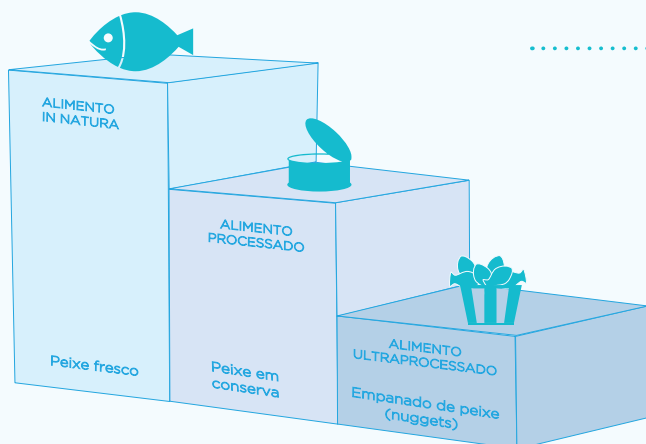 ALIMENTO
IN NATURA
Peixe fresco
ALIMENTO
PROCESSADO
Peixe em
conserva
ALIMENTO
ULTRAPROCESSADO
Empanado de peixe
(nuggets)